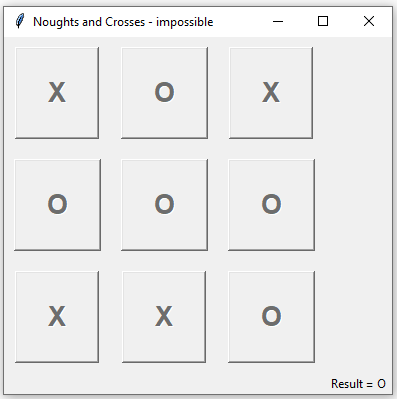 Noughts and Crosses - impossible
X O X
O O O
X X O
Result = O